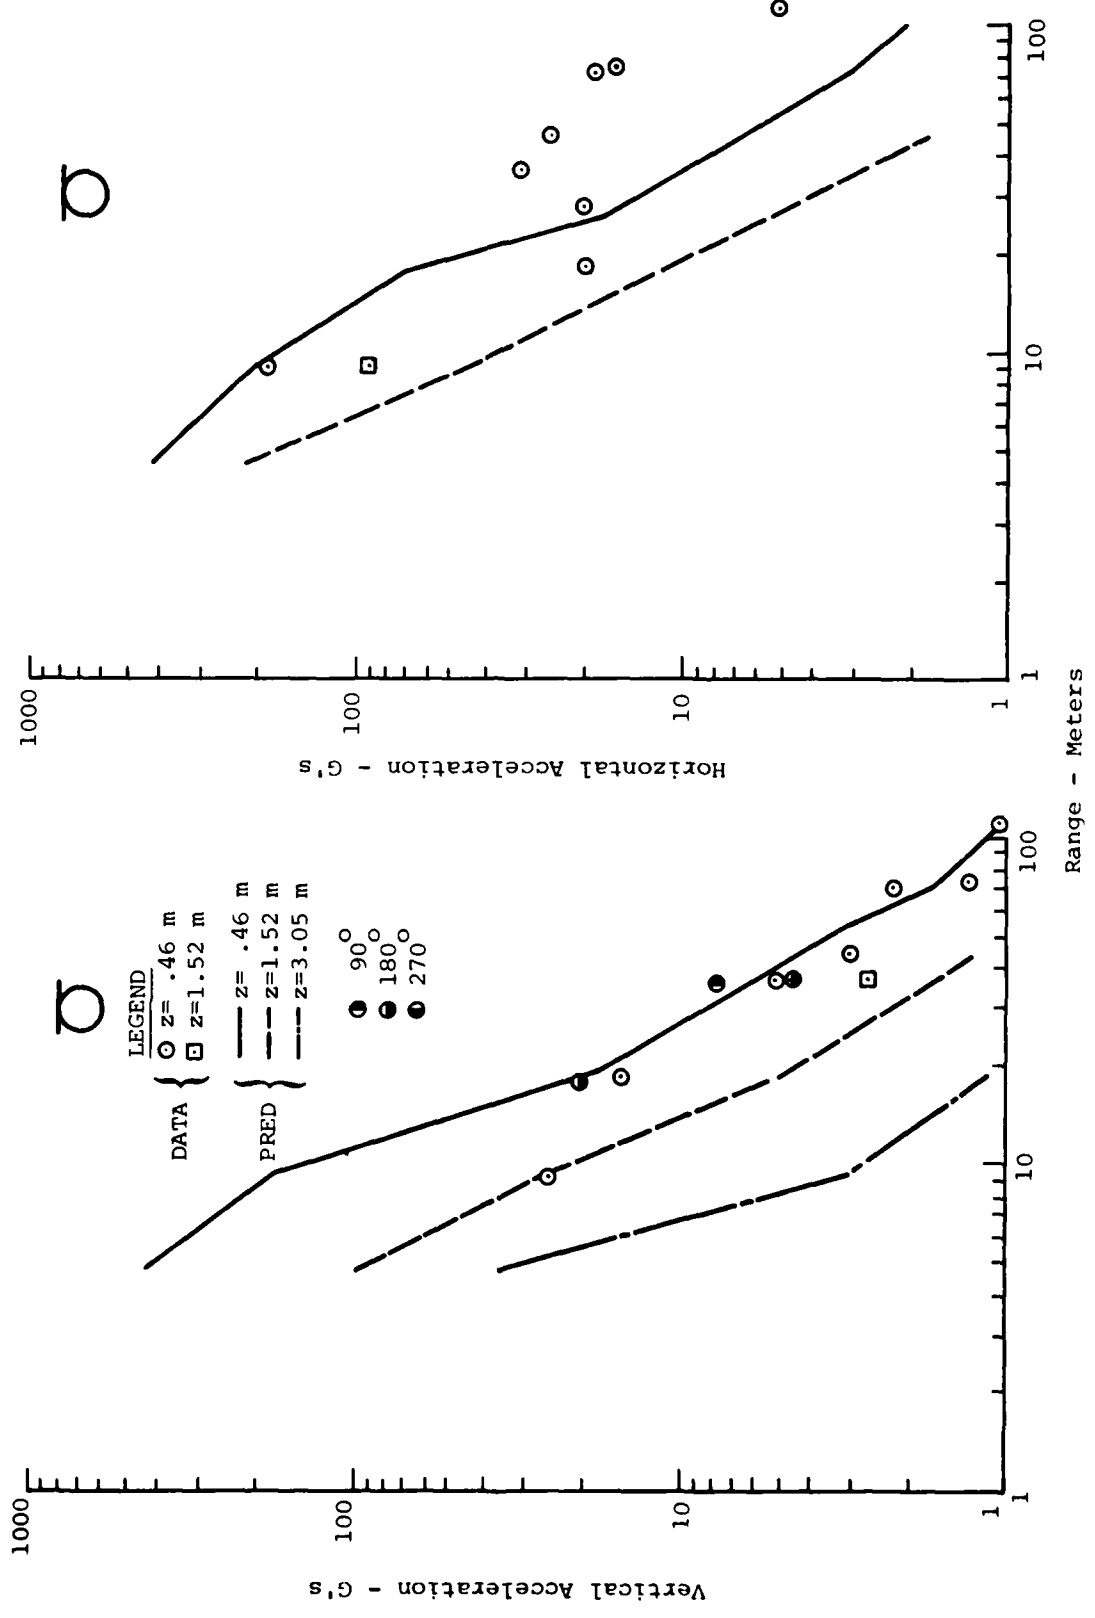 LEGEND
DATA
z= .46 m
z=1.52 m
PRED
z= .46 m
z=1.52 m
z=3.05 m
90°
180°
270°
Vertical Acceleration - G's
1000
100
10
1
1
10
100
Horizontal Acceleration - G's
1000
100
10
1
1
10
100
Range - Meters